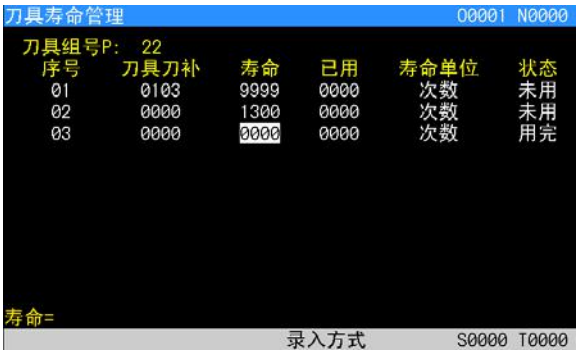 刀具寿命管理 O0001 N0000
刀具组号P: 22
序号 刀具刀补 寿命 已用 寿命单位 状态
01 0103 9999 0000 次数 未用
02 0000 1300 0000 次数 未用
03 0000 0000 0000 次数 用完
寿命=
录入方式 S0000 T0000